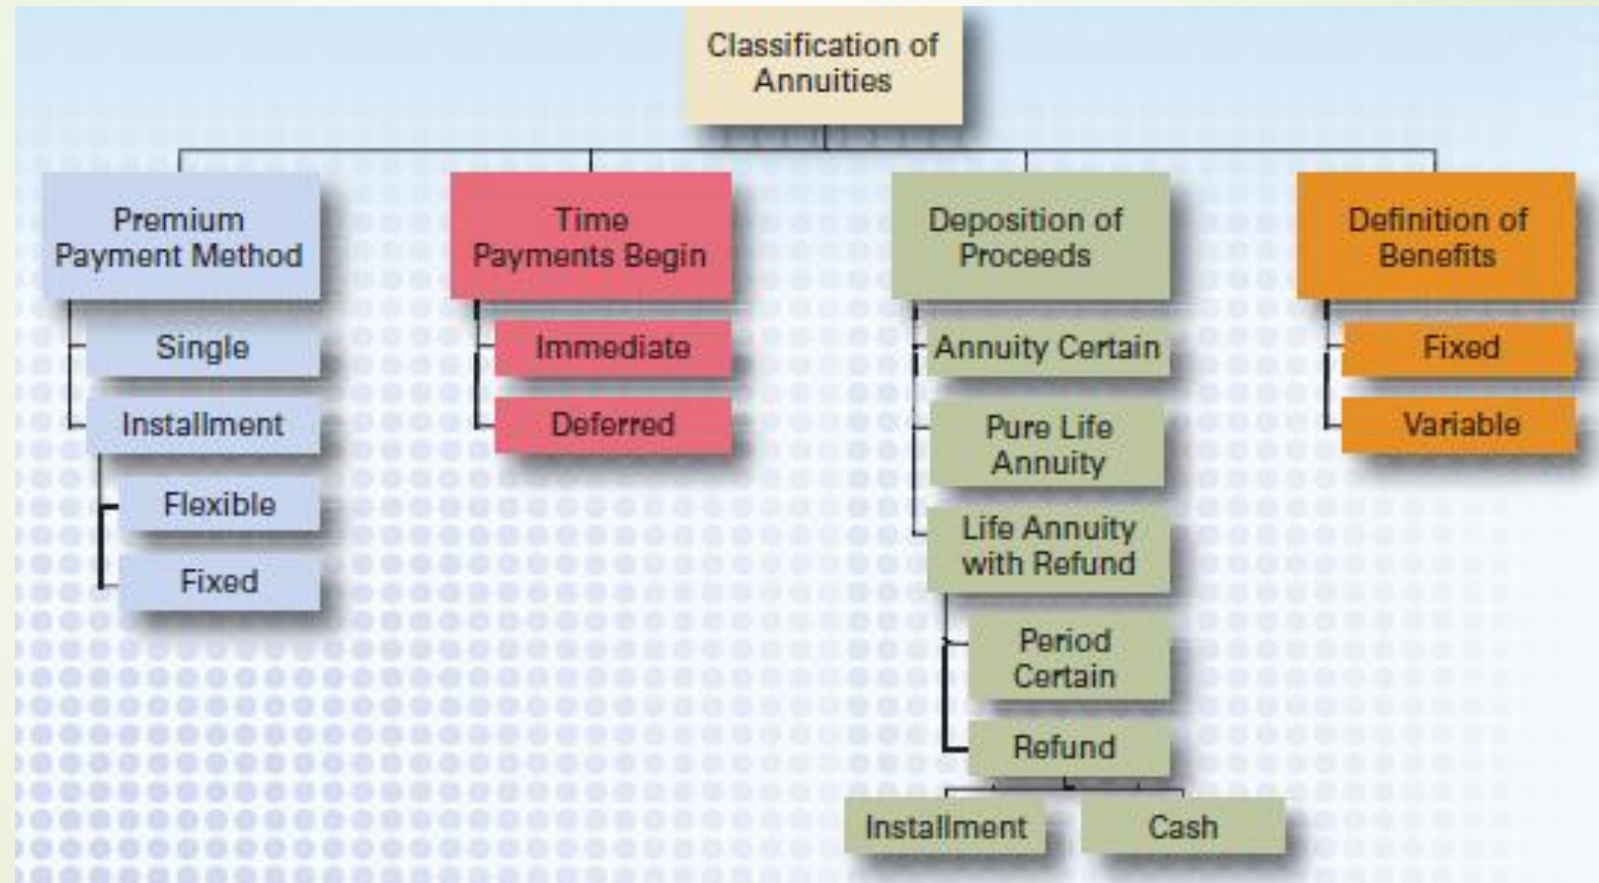 Classification of
Annuities
Premium
Payment Method
Single
Installment
Flexible
Fixed
Time
Payments Begin
Immediate
Deferred
Deposition of
Proceeds
Annuity Certain
Pure Life
Annuity
Life Annuity
with Refund
Period
Certain
Refund
Installment
Cash
Definition of
Benefits
Fixed
Variable